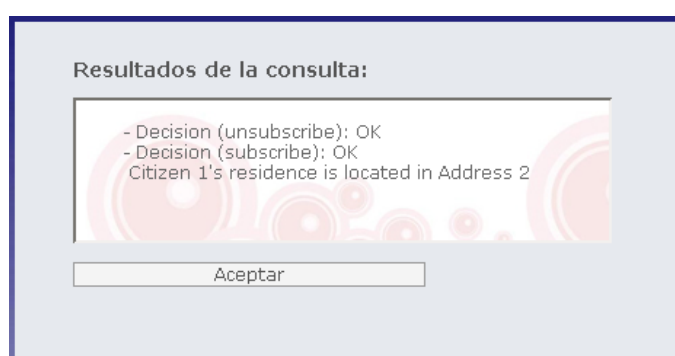 Resultados de la consulta:
- Decision (unsubscribe): OK
- Decision (subscribe): OK
Citizen 1's residence is located in Address 2
Aceptar